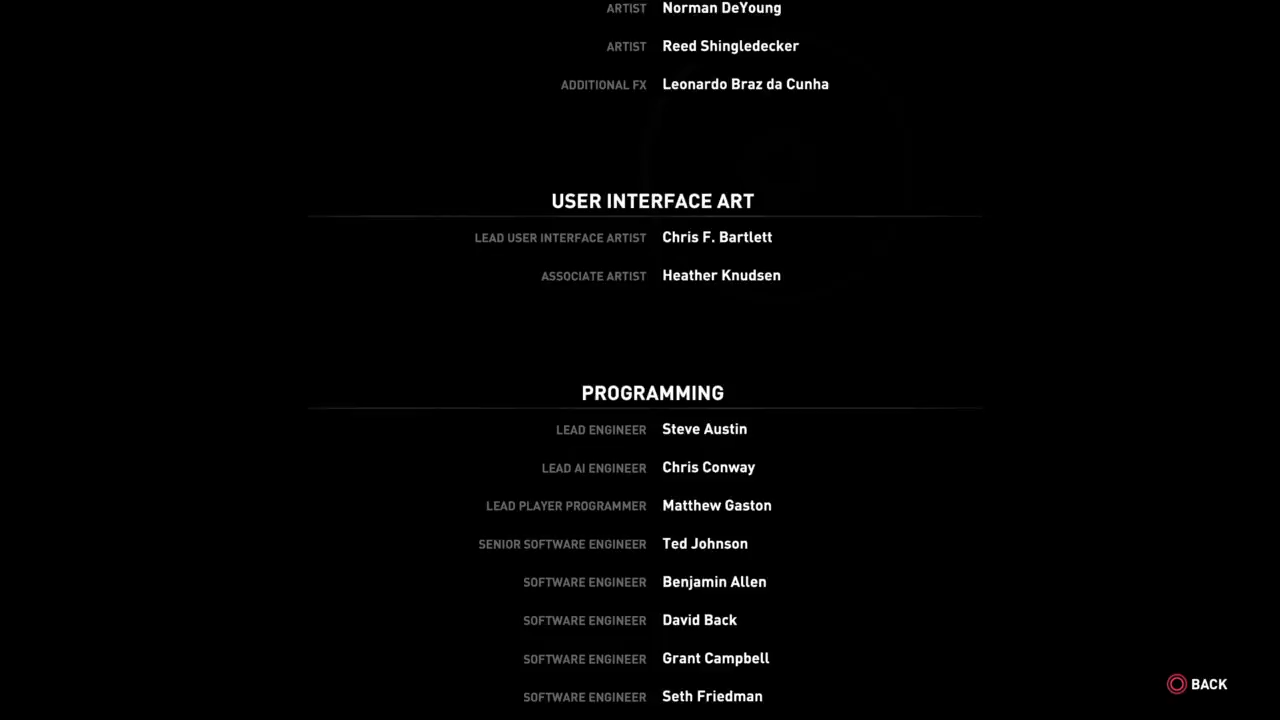 ARTIST Norman DeYoung
ARTIST Reed Shingledecker
ADDITIONAL FX Leonardo Braz da Cunha
USER INTERFACE ART
LEAD USER INTERFACE ARTIST Chris F. Bartlett
ASSOCIATE ARTIST Heather Knudsen
PROGRAMMING
LEAD ENGINEER Steve Austin
LEAD AI ENGINEER Chris Conway
LEAD PLAYER PROGRAMMER Matthew Gaston
SENIOR SOFTWARE ENGINEER Ted Johnson
SOFTWARE ENGINEER Benjamin Allen
SOFTWARE ENGINEER David Back
SOFTWARE ENGINEER Grant Campbell
SOFTWARE ENGINEER Seth Friedman
BACK